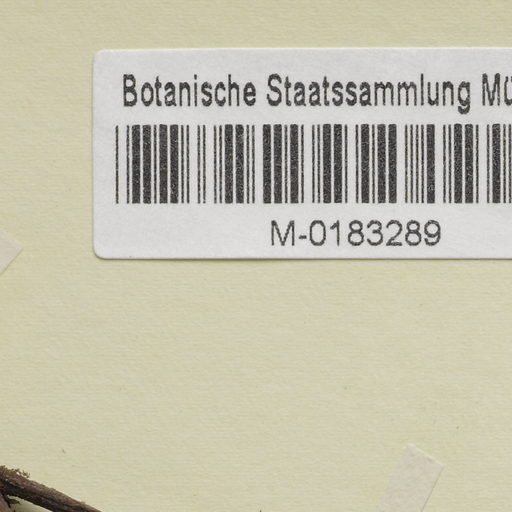 Botanische Staatssammlung Mü
M-0183289